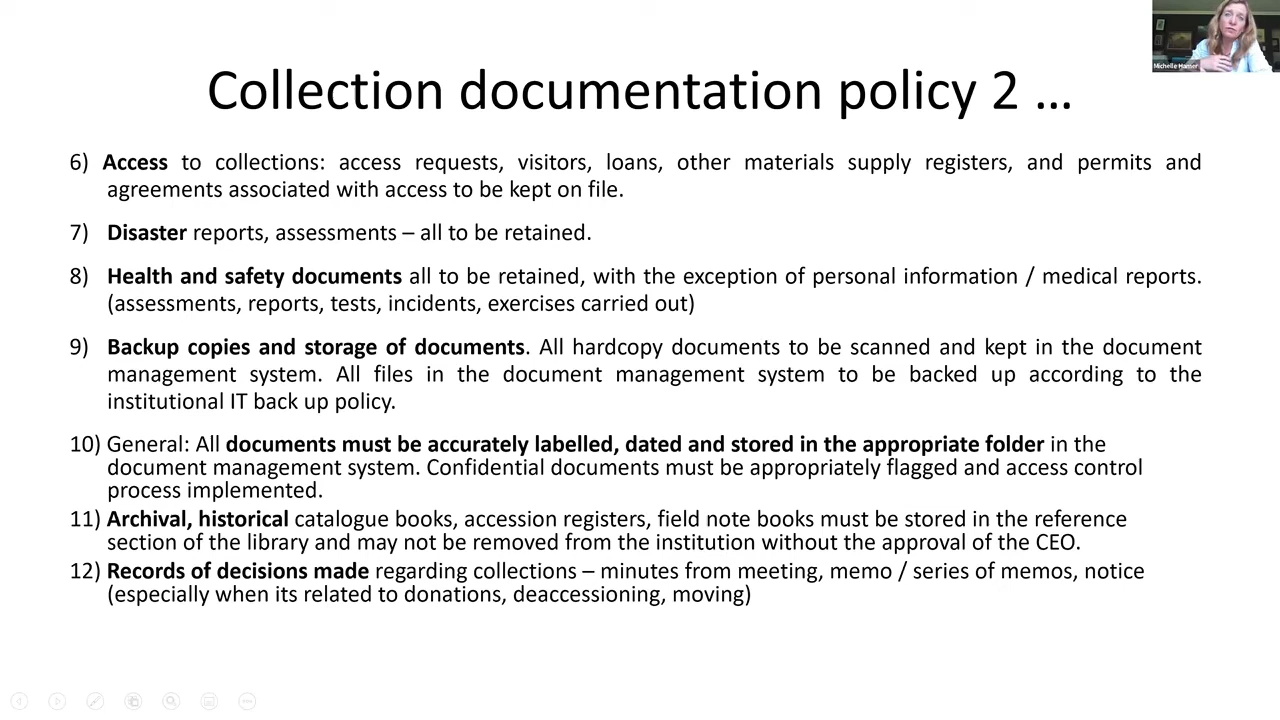 Michelle Hamer
Collection documentation policy 2 …
6) Access to collections: access requests, visitors, loans, other materials supply registers, and permits and
agreements associated with access to be kept on file.
7) Disaster reports, assessments – all to be retained.
8) Health and safety documents all to be retained, with the exception of personal information / medical reports.
(assessments, reports, tests, incidents, exercises carried out)
9) Backup copies and storage of documents. All hardcopy documents to be scanned and kept in the document
management system. All files in the document management system to be backed up according to the
institutional IT back up policy.
10) General: All documents must be accurately labelled, dated and stored in the appropriate folder in the
document management system. Confidential documents must be appropriately flagged and access control
process implemented.
11) Archival, historical catalogue books, accession registers, field note books must be stored in the reference
section of the library and may not be removed from the institution without the approval of the CEO.
12) Records of decisions made regarding collections – minutes from meeting, memo / series of memos, notice
(especially when its related to donations, deaccessioning, moving)